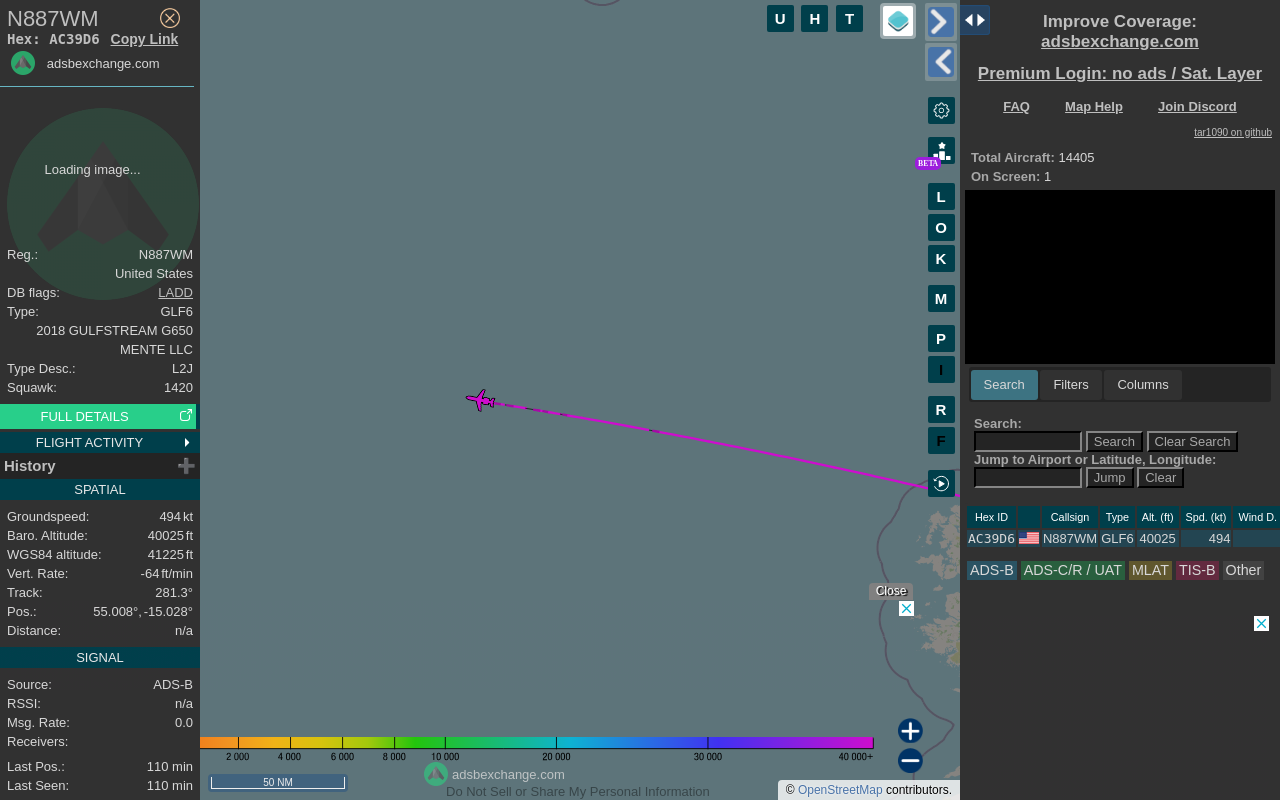 N887WM
Hex: AC39D6 Copy Link
adsbexchange.com
Loading image...
Reg.: N887WM
United States
DB flags: LADD
Type: GLF6
2018 GULFSTREAM G650
MENTE LLC
Type Desc.: L2J
Squawk: 1420
FULL DETAILS
FLIGHT ACTIVITY
History
SPATIAL
Groundspeed: 494 kt
Baro. Altitude: 40025 ft
WGS84 altitude: 41225 ft
Vert. Rate: -64 ft/min
Track: 281.3°
Pos.: 55.008°, -15.028°
Distance: n/a
SIGNAL
Source: ADS-B
RSSI: n/a
Msg. Rate: 0.0
Receivers:
Last Pos.: 110 min
Last Seen: 110 min
U H T
BETA
L
O
K
M
P
I
R
F
Close
2 000 4 000 6 000 8 000 10 000 20 000 30 000 40 000+
50 NM
adsbexchange.com
Do Not Sell or Share My Personal Information
© OpenStreetMap contributors.
Improve Coverage:
adsbexchange.com
Premium Login: no ads / Sat. Layer
FAQ Map Help Join Discord
tar1090 on github
Total Aircraft: 14405
On Screen: 1
Search Filters Columns
Search:
Search Clear Search
Jump to Airport or Latitude, Longitude:
Jump Clear
Hex ID Callsign Type Alt. (ft) Spd. (kt) Wind D.
AC39D6 N887WM GLF6 40025 494
ADS-B ADS-C/R / UAT MLAT TIS-B Other